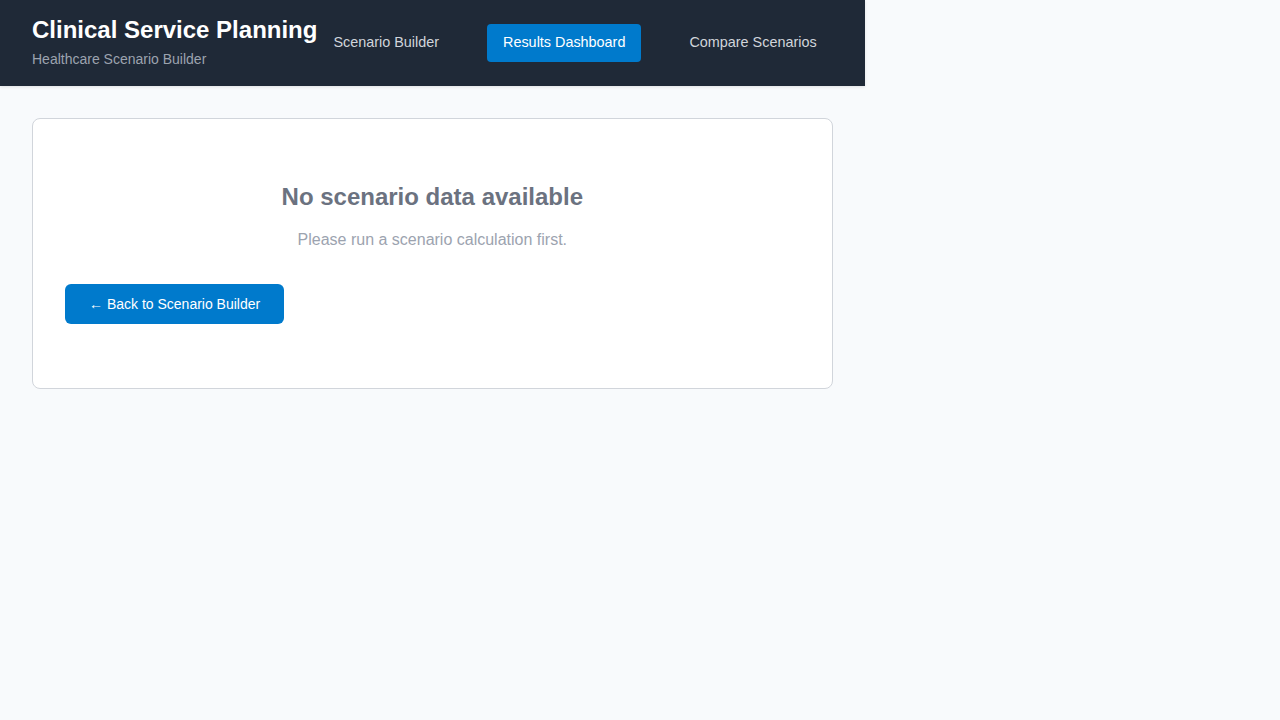 Clinical Service Planning
Healthcare Scenario Builder
Scenario Builder
Results Dashboard
Compare Scenarios
No scenario data available
Please run a scenario calculation first.
← Back to Scenario Builder